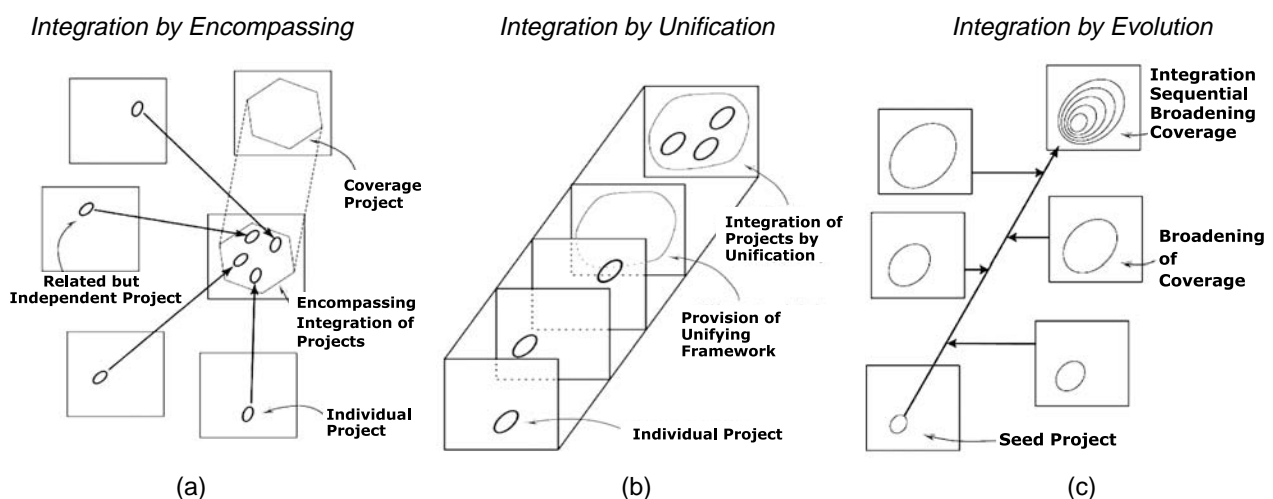 Integration by Encompassing
Integration by Unification
Integration by Evolution
Coverage
Project
Related but
Independent Project
Encompassing
Integration of
Projects
Individual
Project
(a)
Integration of
Projects by
Unification
Provision of
Unifying
Framework
Individual Project
(b)
Integration
Sequential
Broadening
Coverage
Broadening
of
Coverage
Seed Project
(c)